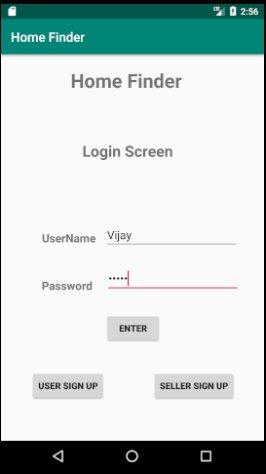 2:56
Home Finder
Home Finder
Login Screen
UserName Vijay
Password •••••
ENTER
USER SIGN UP SELLER SIGN UP